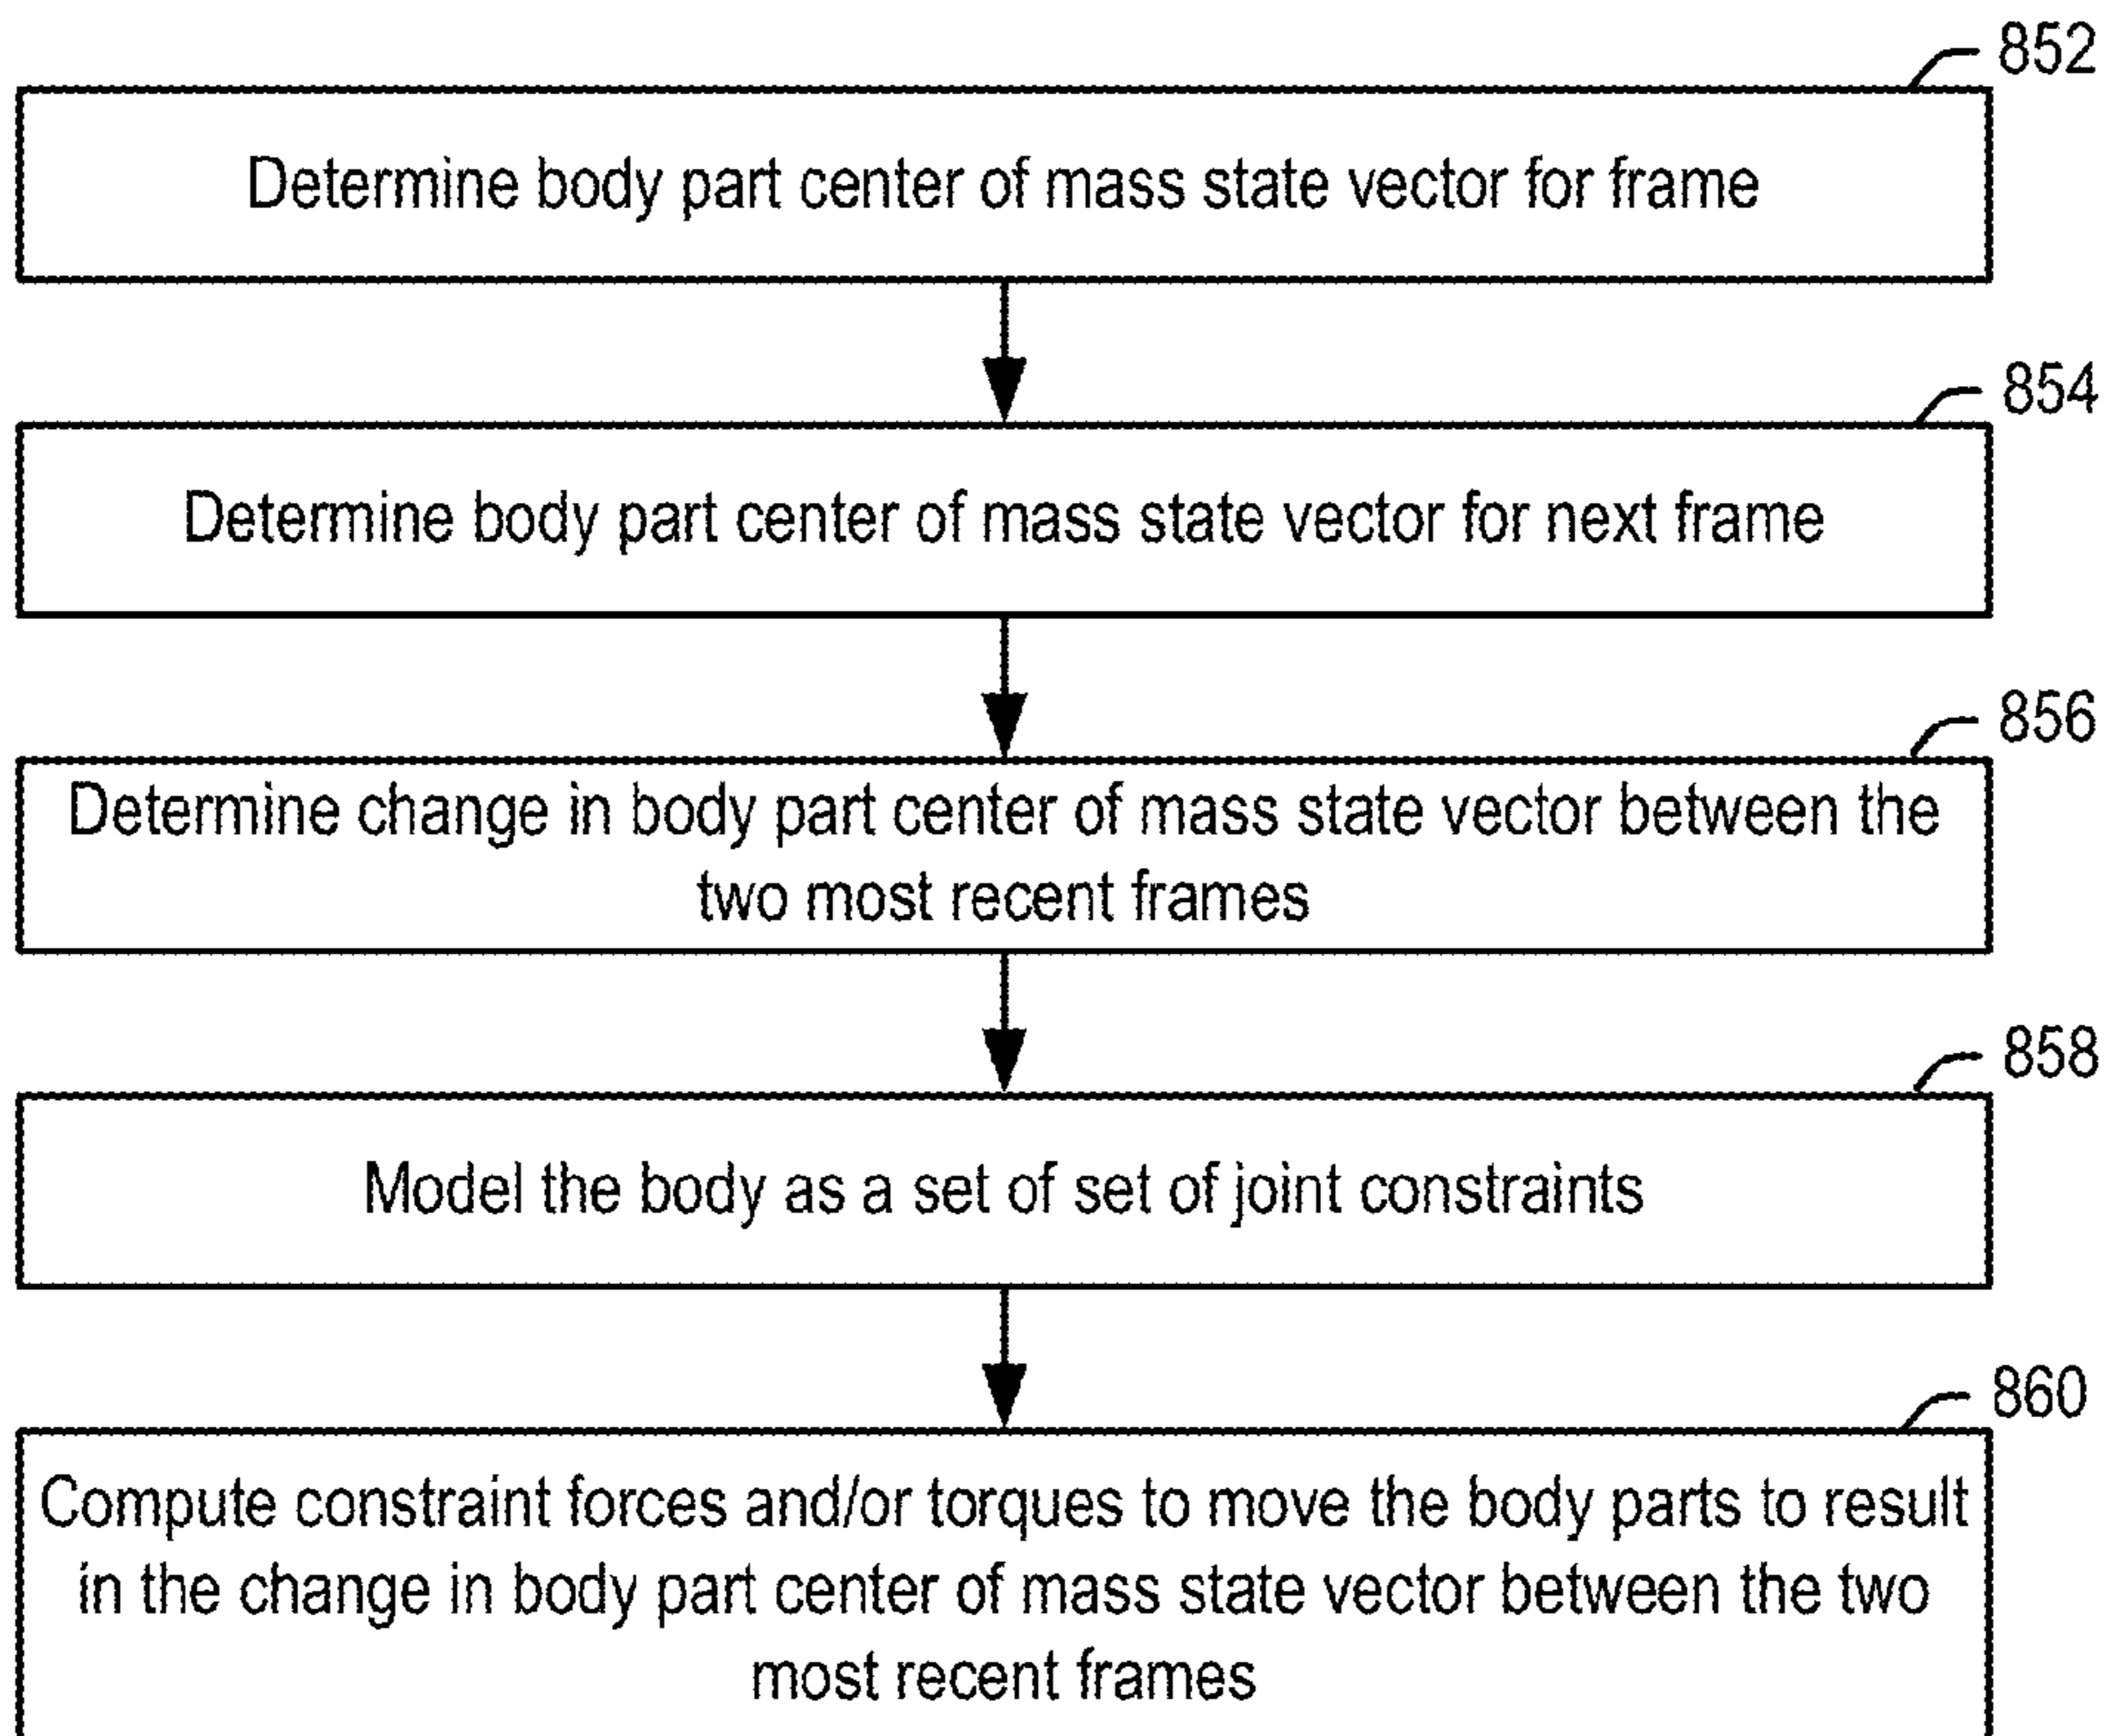 852
Determine body part center of mass state vector for frame
854
Determine body part center of mass state vector for next frame
856
Determine change in body part center of mass state vector between the
two most recent frames
858
Model the body as a set of set of joint constraints
860
Compute constraint forces and/or torques to move the body parts to result
in the change in body part center of mass state vector between the two
most recent frames